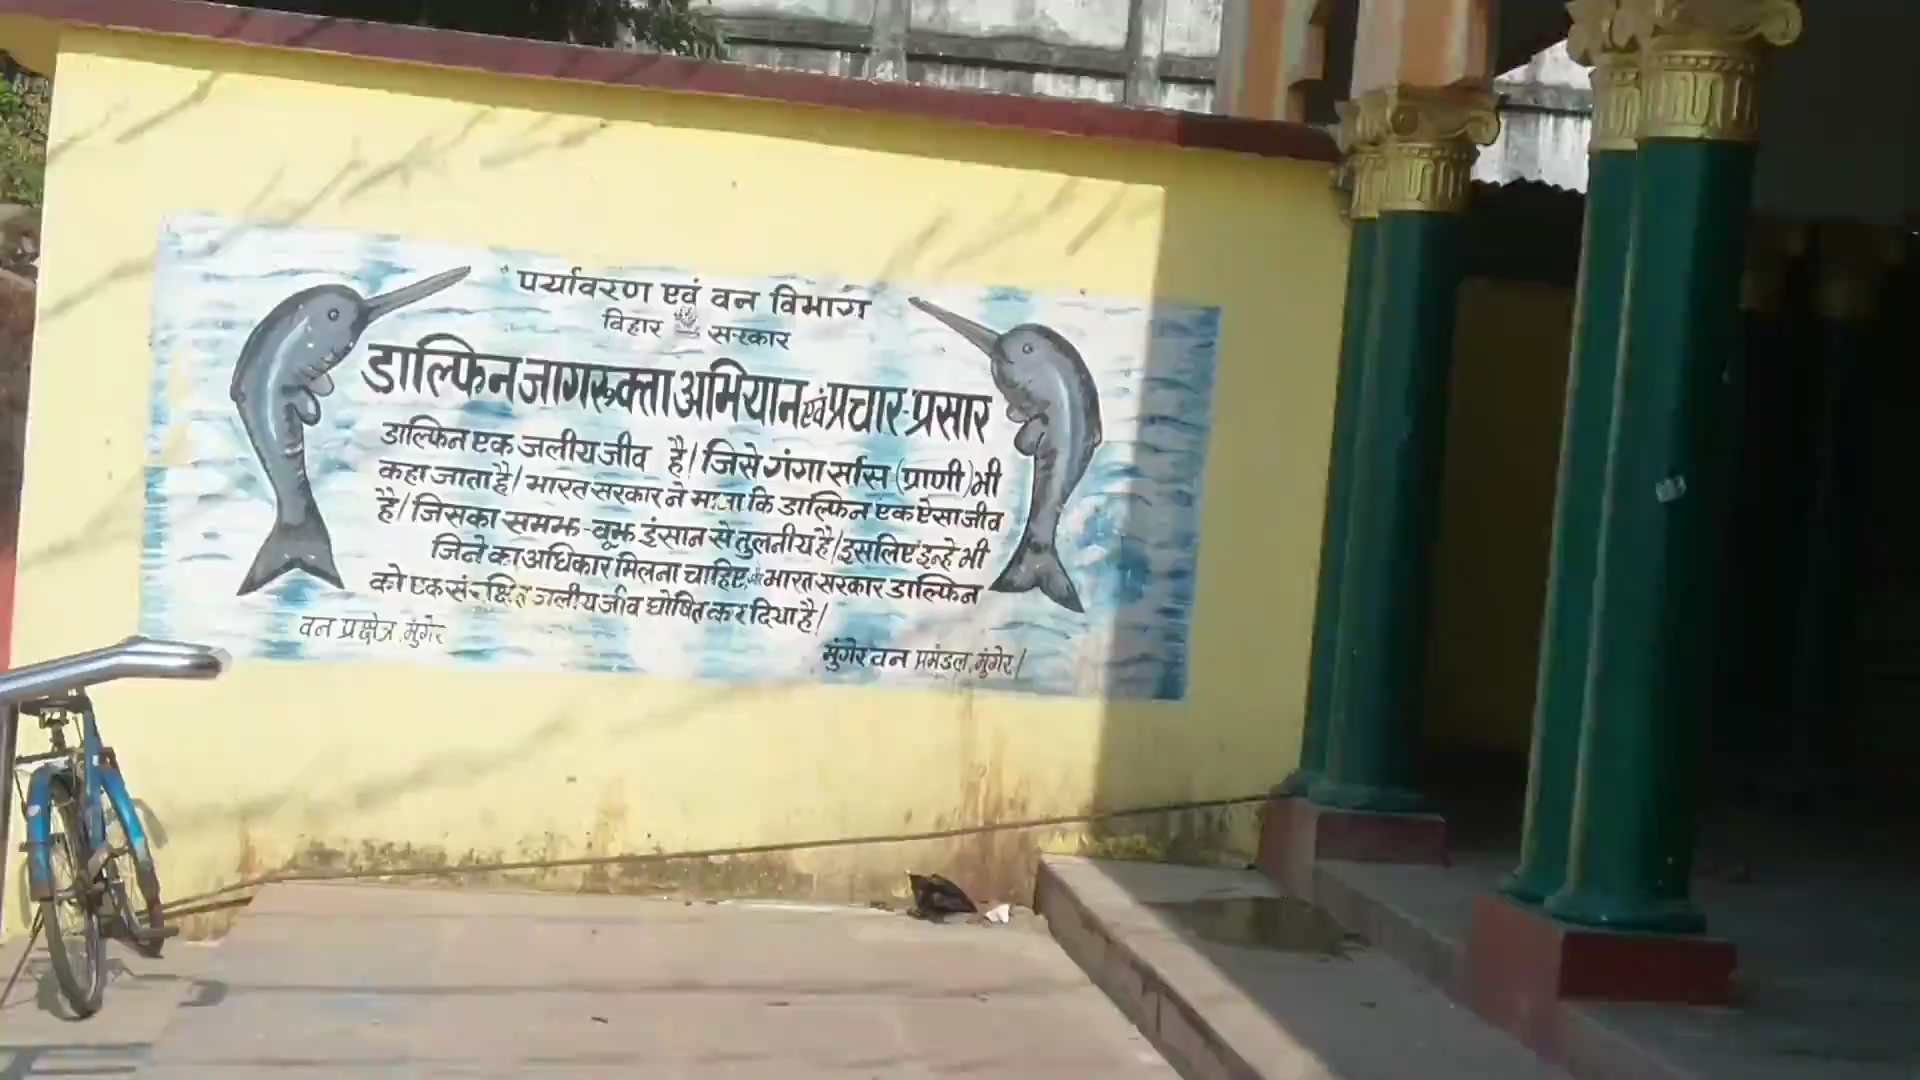 पर्यावरण एवं वन विभाग
बिहार सरकार
डाल्फिन जागरूक्ता अभियान एवं प्रचार-प्रसार
डाल्फिन एक जलीय जीव है। जिसे गंगा सोंस (प्राणी) भी
कहा जाता है। भारत सरकार ने माना कि डाल्फिन एक ऐसा जीव
है। जिसका समझ-बूझ इंसान से तुलनीय है। इसलिए इन्हे भी
जिने का अधिकार मिलना चाहिए, भारत सरकार डाल्फिन
को एक संरक्षित जलीय जीव घोषित कर दिया है।
वन प्रक्षेत्र, मुंगेर
मुंगेर वन प्रमंडल, मुंगेर।